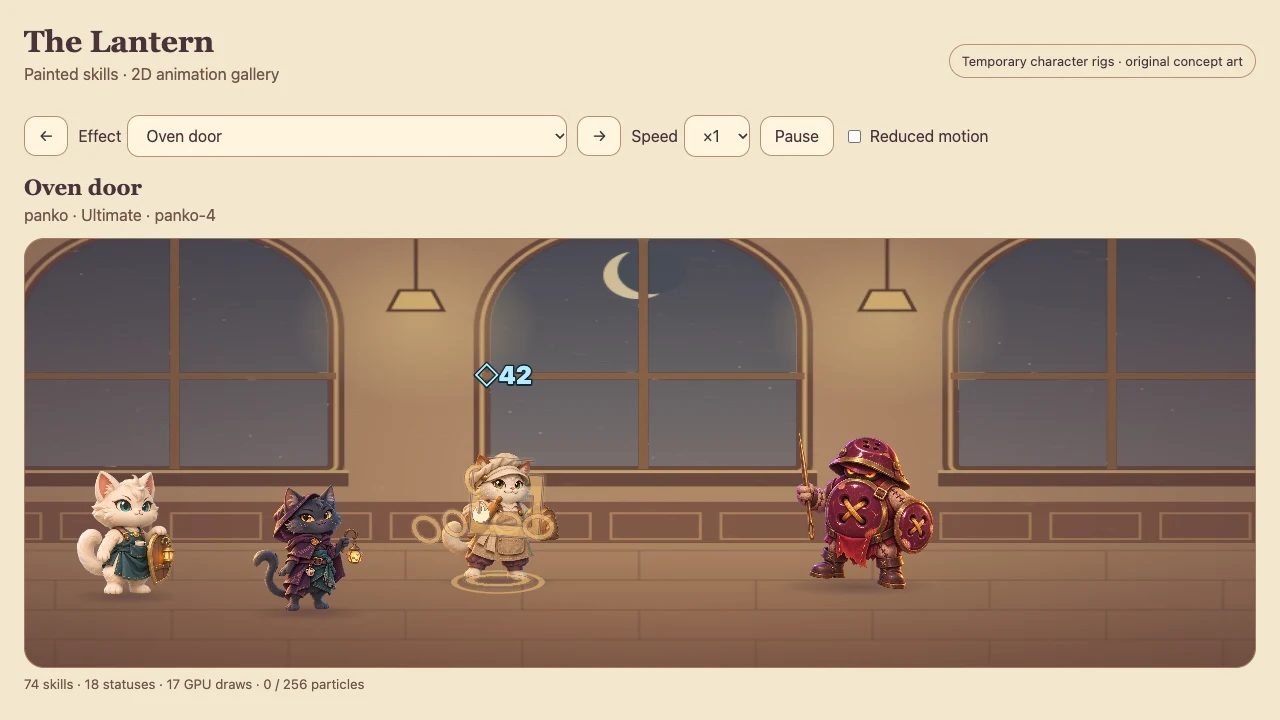 The Lantern
Painted skills · 2D animation gallery
Temporary character rigs · original concept art
← Effect Oven door → Speed ×1 Pause Reduced motion
Oven door
panko · Ultimate · panko-4
◇42
74 skills · 18 statuses · 17 GPU draws · 0 / 256 particles